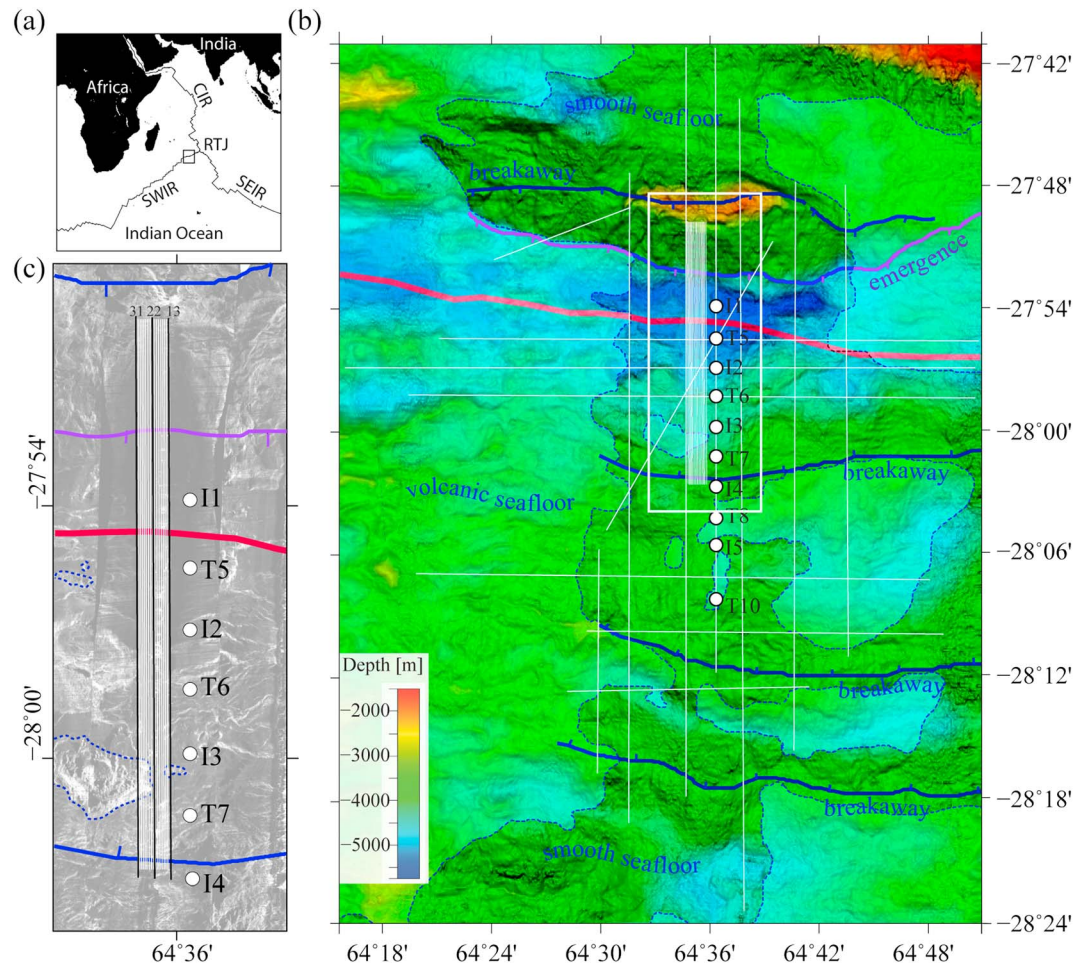 (a)
India
Africa
CIR
RTJ
SWIR
SEIR
Indian Ocean
(b)
smooth seafloor
breakaway
emergence
I1
T5
I2
T6
I3
T7
I4
T8
I5
T10
breakaway
volcanic seafloor
breakaway
breakaway
smooth seafloor
Depth [m]
−2000
−3000
−4000
−5000
−27°42'
−27°48'
−27°54'
−28°00'
−28°06'
−28°12'
−28°18'
−28°24'
64°18'
64°24'
64°30'
64°36'
64°42'
64°48'
(c)
31 22 13
I1
T5
I2
T6
I3
T7
I4
−27°54'
−28°00'
64°36'